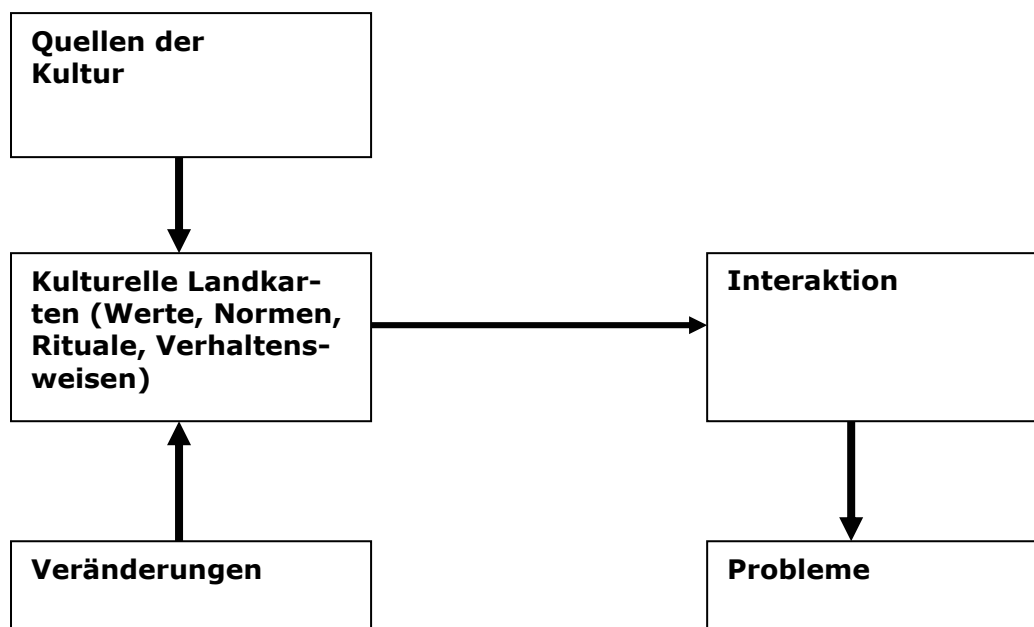 Quellen der
Kultur
Kulturelle Landkar-
ten (Werte, Normen,
Rituale, Verhaltens-
weisen)
Interaktion
Veränderungen
Probleme